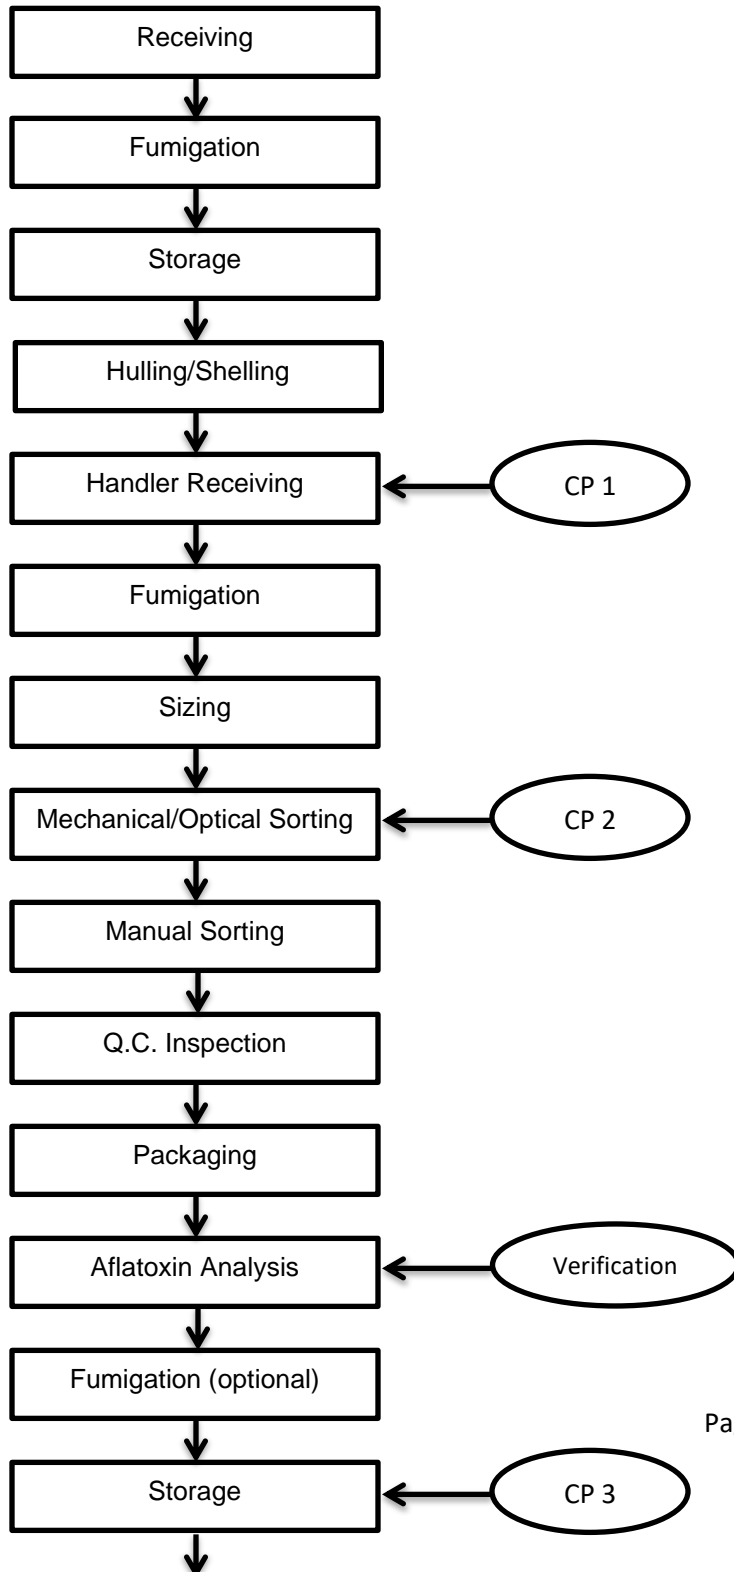 Receiving
Fumigation
Storage
Hulling/Shelling
Handler Receiving
CP 1
Fumigation
Sizing
Mechanical/Optical Sorting
CP 2
Manual Sorting
Q.C. Inspection
Packaging
Aflatoxin Analysis
Verification
Fumigation (optional)
Pa
Storage
CP 3